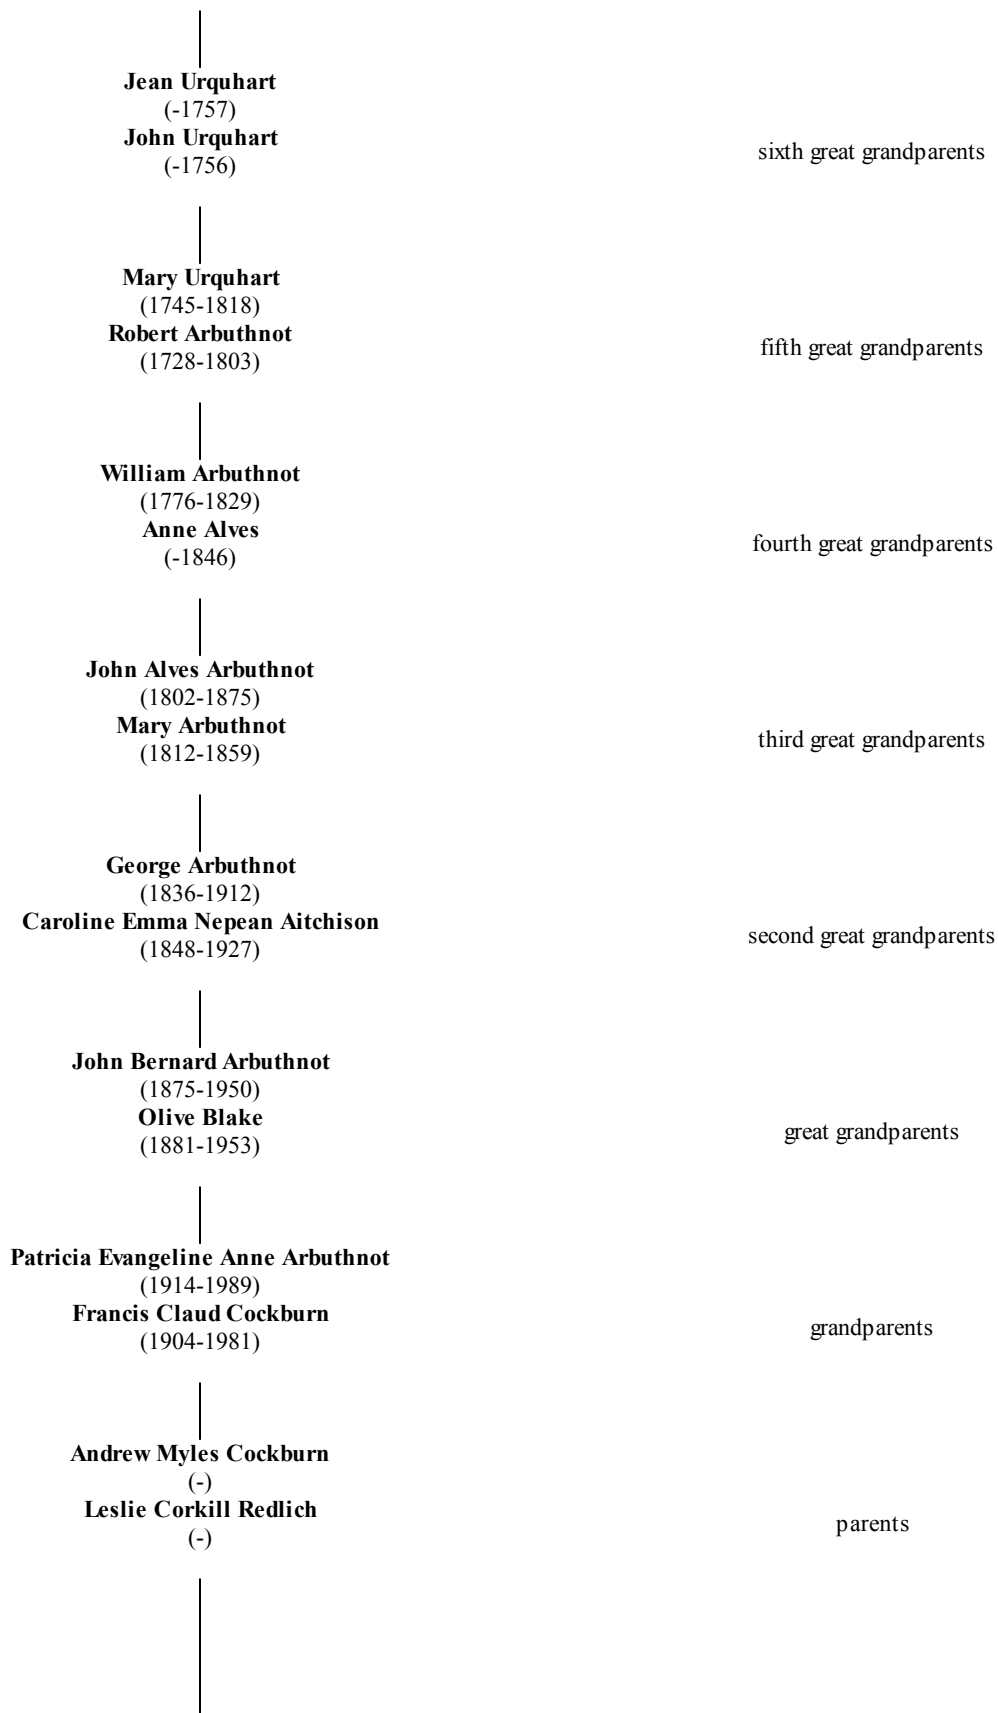 Jean Urquhart
(-1757)
John Urquhart
(-1756)
sixth great grandparents
Mary Urquhart
(1745-1818)
Robert Arbuthnot
(1728-1803)
fifth great grandparents
William Arbuthnot
(1776-1829)
Anne Alves
(-1846)
fourth great grandparents
John Alves Arbuthnot
(1802-1875)
Mary Arbuthnot
(1812-1859)
third great grandparents
George Arbuthnot
(1836-1912)
Caroline Emma Nepean Aitchison
(1848-1927)
second great grandparents
John Bernard Arbuthnot
(1875-1950)
Olive Blake
(1881-1953)
great grandparents
Patricia Evangeline Anne Arbuthnot
(1914-1989)
Francis Claud Cockburn
(1904-1981)
grandparents
Andrew Myles Cockburn
(-)
Leslie Corkill Redlich
(-)
parents